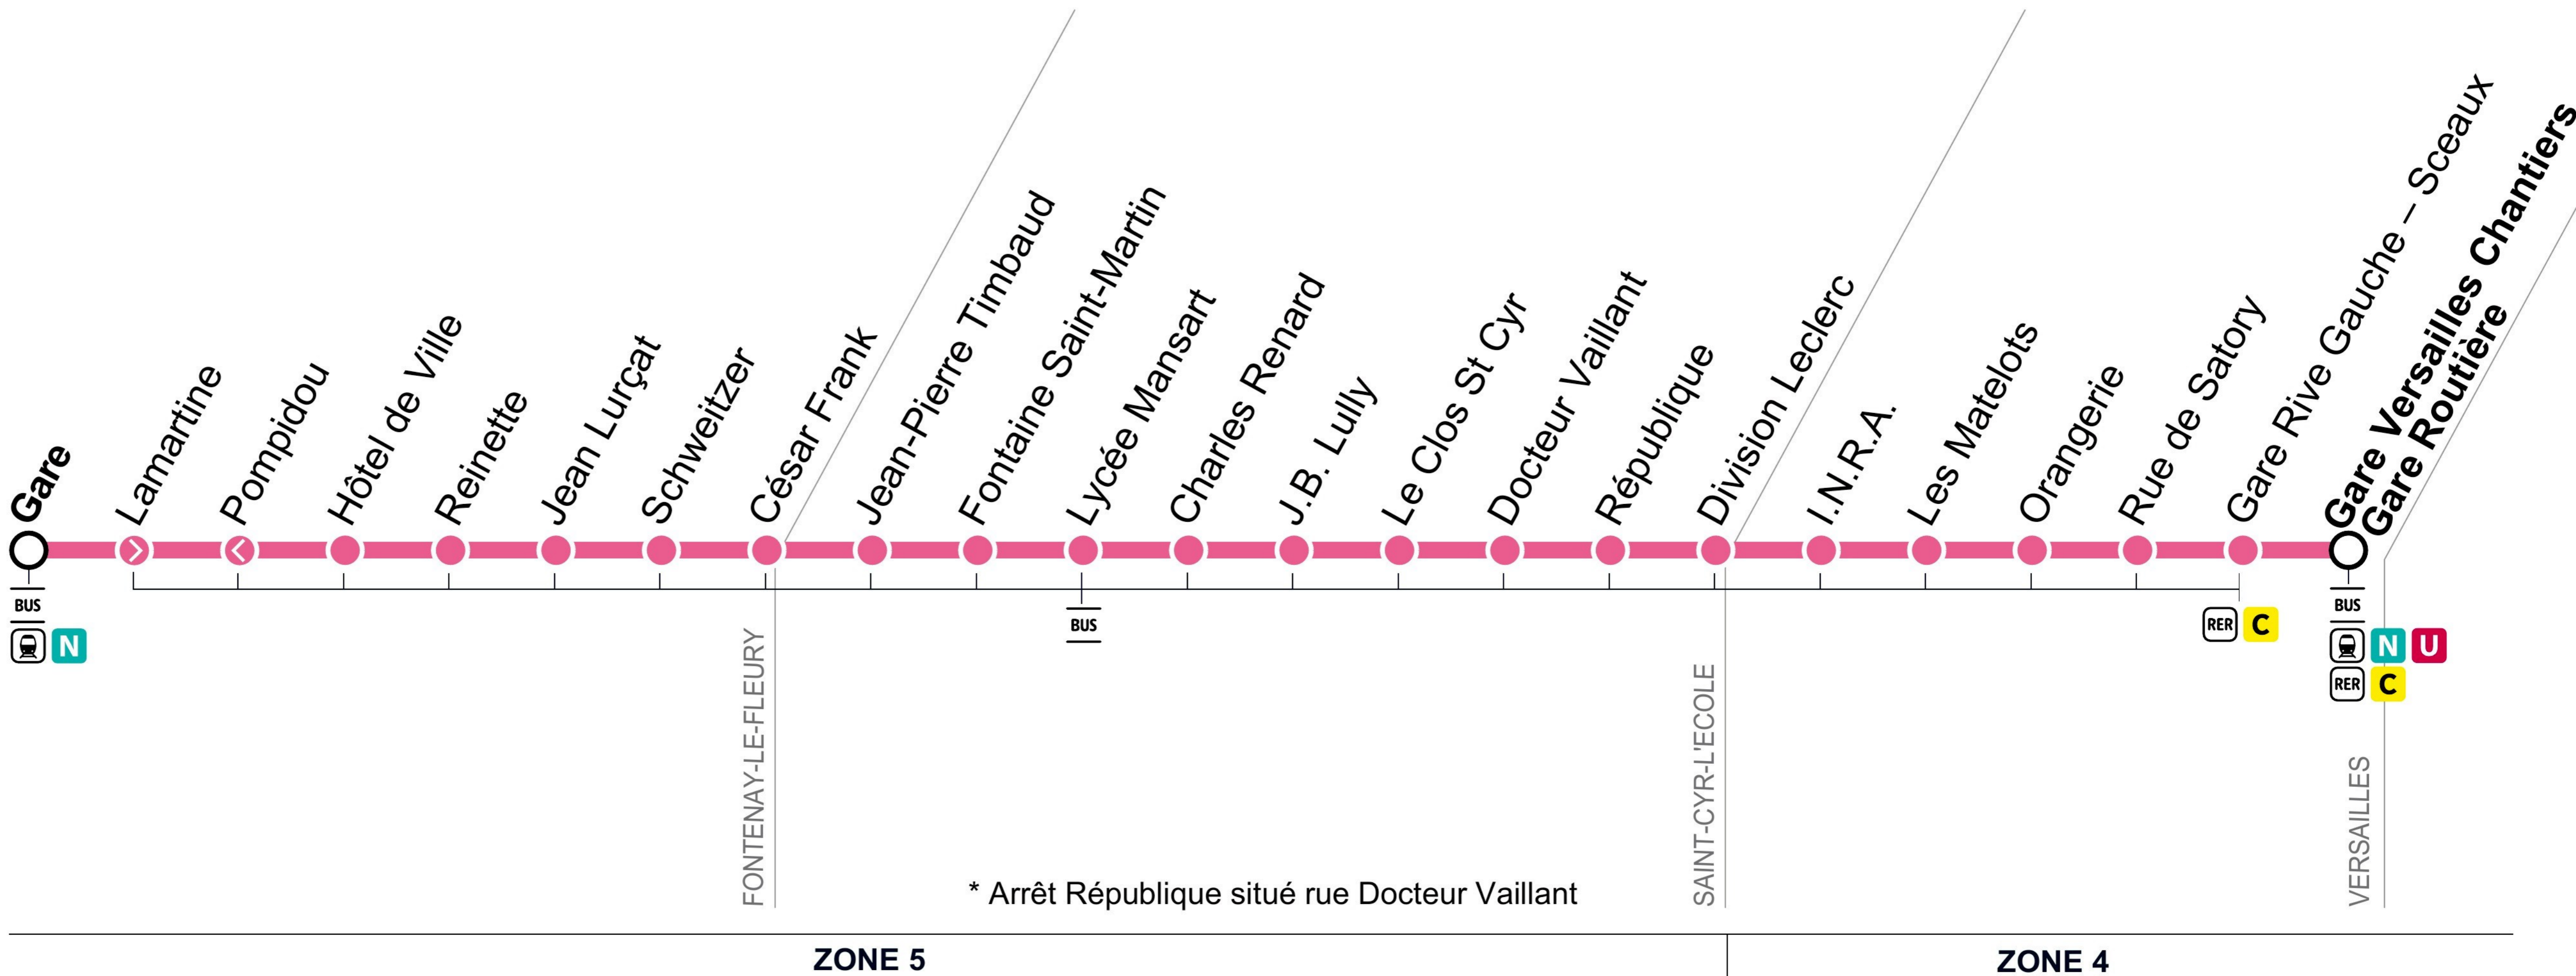 Gare
Lamartine
Pompidou
Hôtel de Ville
Reinette
Jean Lurçat
Schweitzer
César Frank
Jean-Pierre Timbaud
Fontaine Saint-Martin
Lycée Mansart
Charles Renard
J.B. Lully
Le Clos St Cyr
Docteur Vaillant
République
Division Leclerc
I.N.R.A.
Les Matelots
Orangerie
Rue de Satory
Gare Rive Gauche – Sceaux
Gare Versailles Chantiers
Gare Routière
BUS
N
BUS
RER C
BUS
N U
RER C
FONTENAY-LE-FLEURY
SAINT-CYR-L'ECOLE
VERSAILLES
* Arrêt République situé rue Docteur Vaillant
ZONE 5
ZONE 4